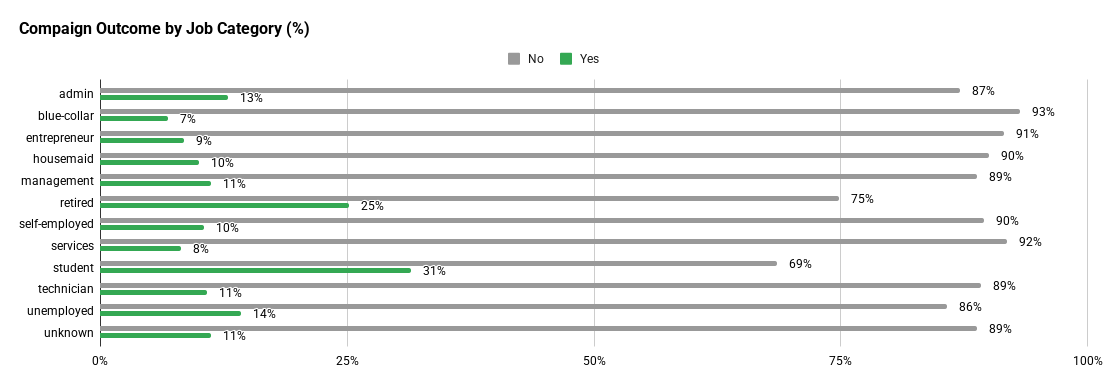 Compaign Outcome by Job Category (%)
No Yes
admin 87%
13%
blue-collar 93%
7%
entrepreneur 91%
9%
housemaid 90%
10%
management 89%
11%
retired 75%
25%
self-employed 90%
10%
services 92%
8%
student 69%
31%
technician 89%
11%
unemployed 86%
14%
unknown 89%
11%
0% 25% 50% 75% 100%